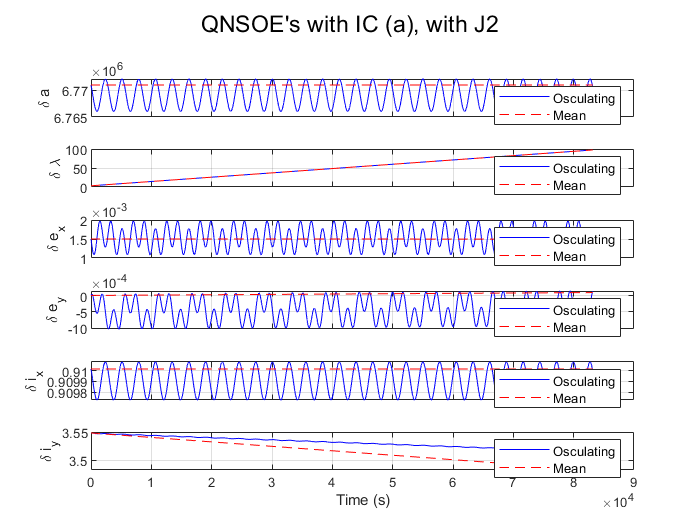 QNSOE's with IC (a), with J2
×10^6
δ a
6.77
6.765
Osculating
Mean
δ λ
100
50
0
Osculating
Mean
×10^-3
δ e_x
2
1.5
1
Osculating
Mean
×10^-4
δ e_y
0
-5
-10
Osculating
Mean
δ i_x
0.91
0.9099
0.9098
Osculating
Mean
δ i_y
3.55
3.5
Osculating
Mean
0 1 2 3 4 5 6 7 8 9
Time (s)
×10^4